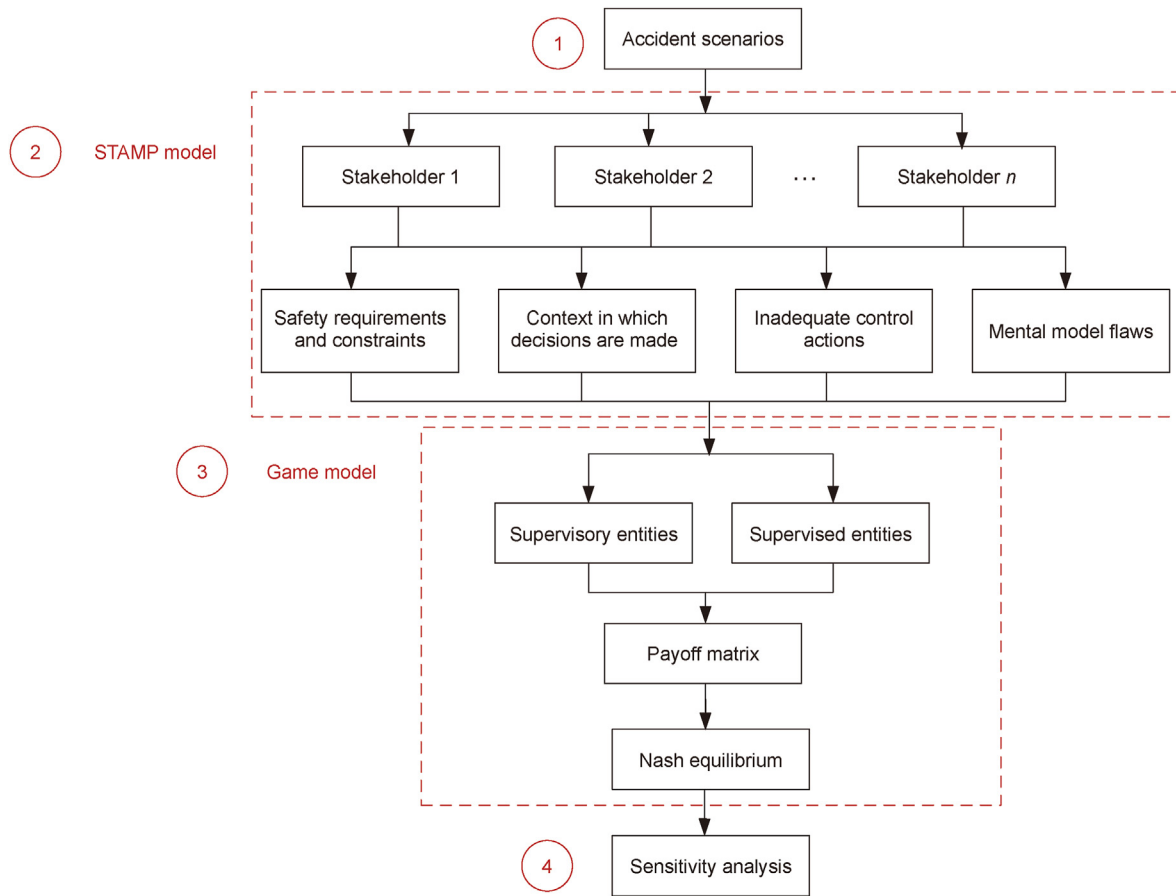 1
Accident scenarios
2
STAMP model
Stakeholder 1
Stakeholder 2
...
Stakeholder n
Safety requirements
and constraints
Context in which
decisions are made
Inadequate control
actions
Mental model flaws
3
Game model
Supervisory entities
Supervised entities
Payoff matrix
Nash equilibrium
4
Sensitivity analysis